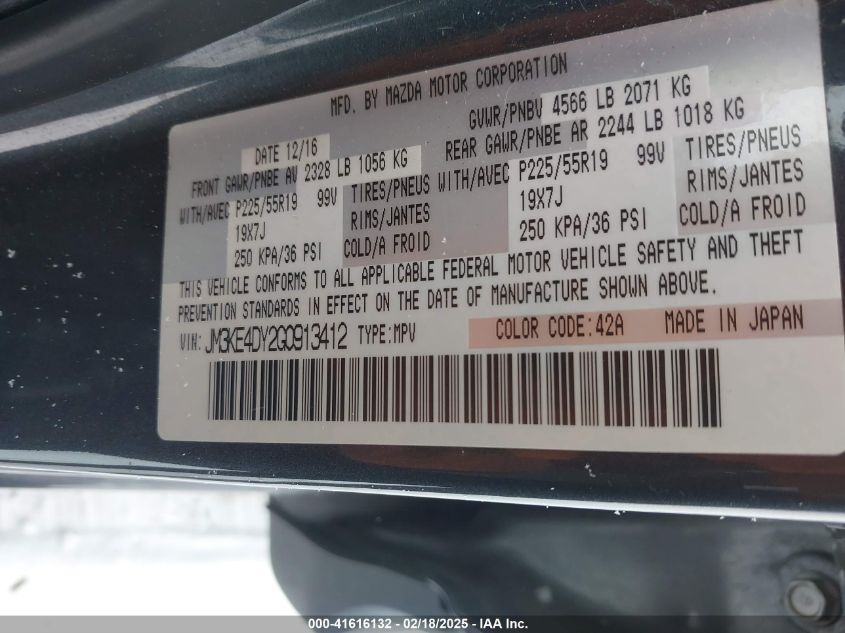 MFD. BY MAZDA MOTOR CORPORATION
DATE 12/16 GVWR/PNBV 4566 LB 2071 KG
FRONT GAWR/PNBE AV 2328 LB 1056 KG REAR GAWR/PNBE AR 2244 LB 1018 KG
WITH/AVEC P225/55R19 99V TIRES/PNEUS WITH/AVEC P225/55R19 99V TIRES/PNEUS
19X7J RIMS/JANTES 19X7J RIMS/JANTES
250 KPA/36 PSI COLD/A FROID 250 KPA/36 PSI COLD/A FROID
THIS VEHICLE CONFORMS TO ALL APPLICABLE FEDERAL MOTOR VEHICLE SAFETY AND THEFT
PREVENTION STANDARDS IN EFFECT ON THE DATE OF MANUFACTURE SHOWN ABOVE.
VIN: JM3KE4DY2G0913412 TYPE:MPV COLOR CODE:42A MADE IN JAPAN
000-41616132 - 02/18/2025 - IAA Inc.